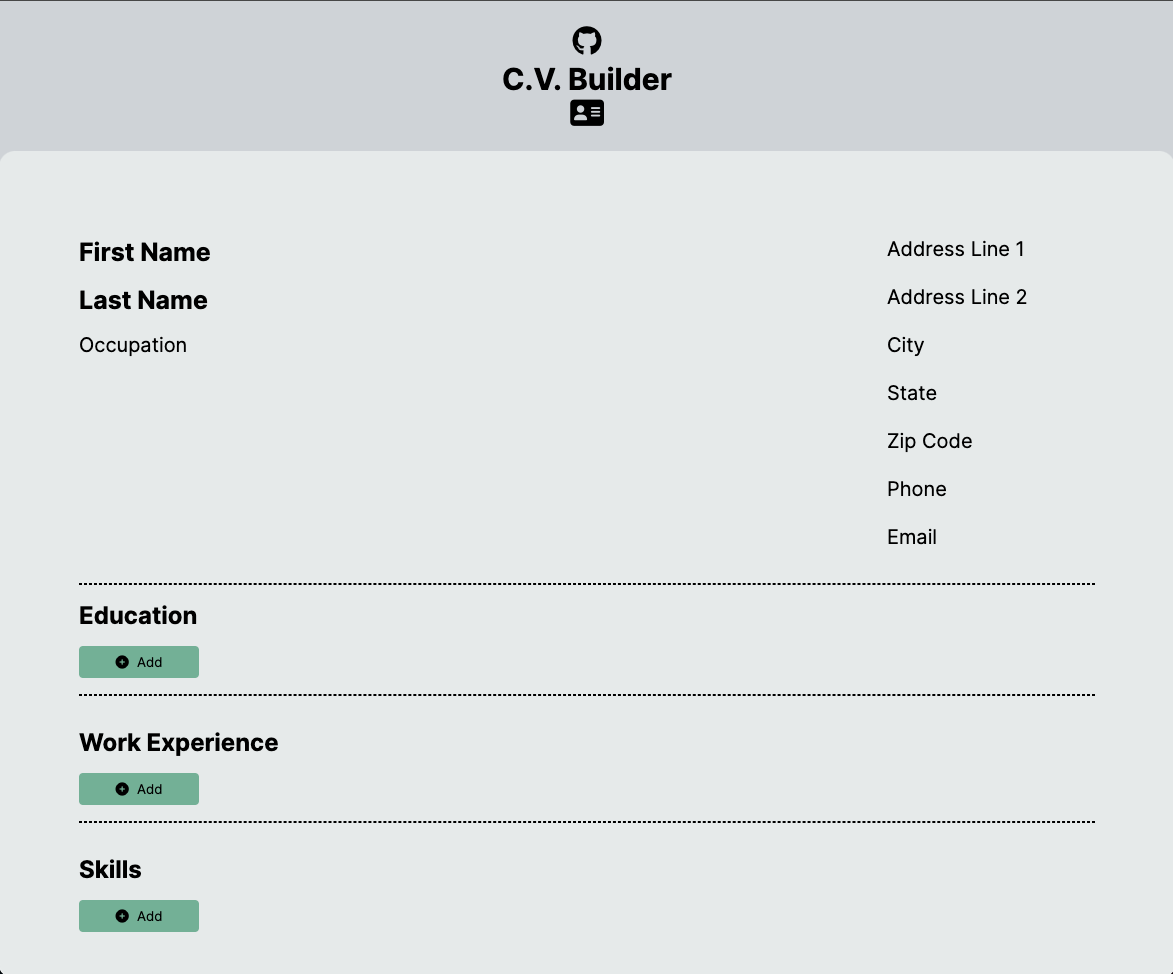 C.V. Builder
First Name
Last Name
Occupation
Address Line 1
Address Line 2
City
State
Zip Code
Phone
Email
Education
Add
Work Experience
Add
Skills
Add